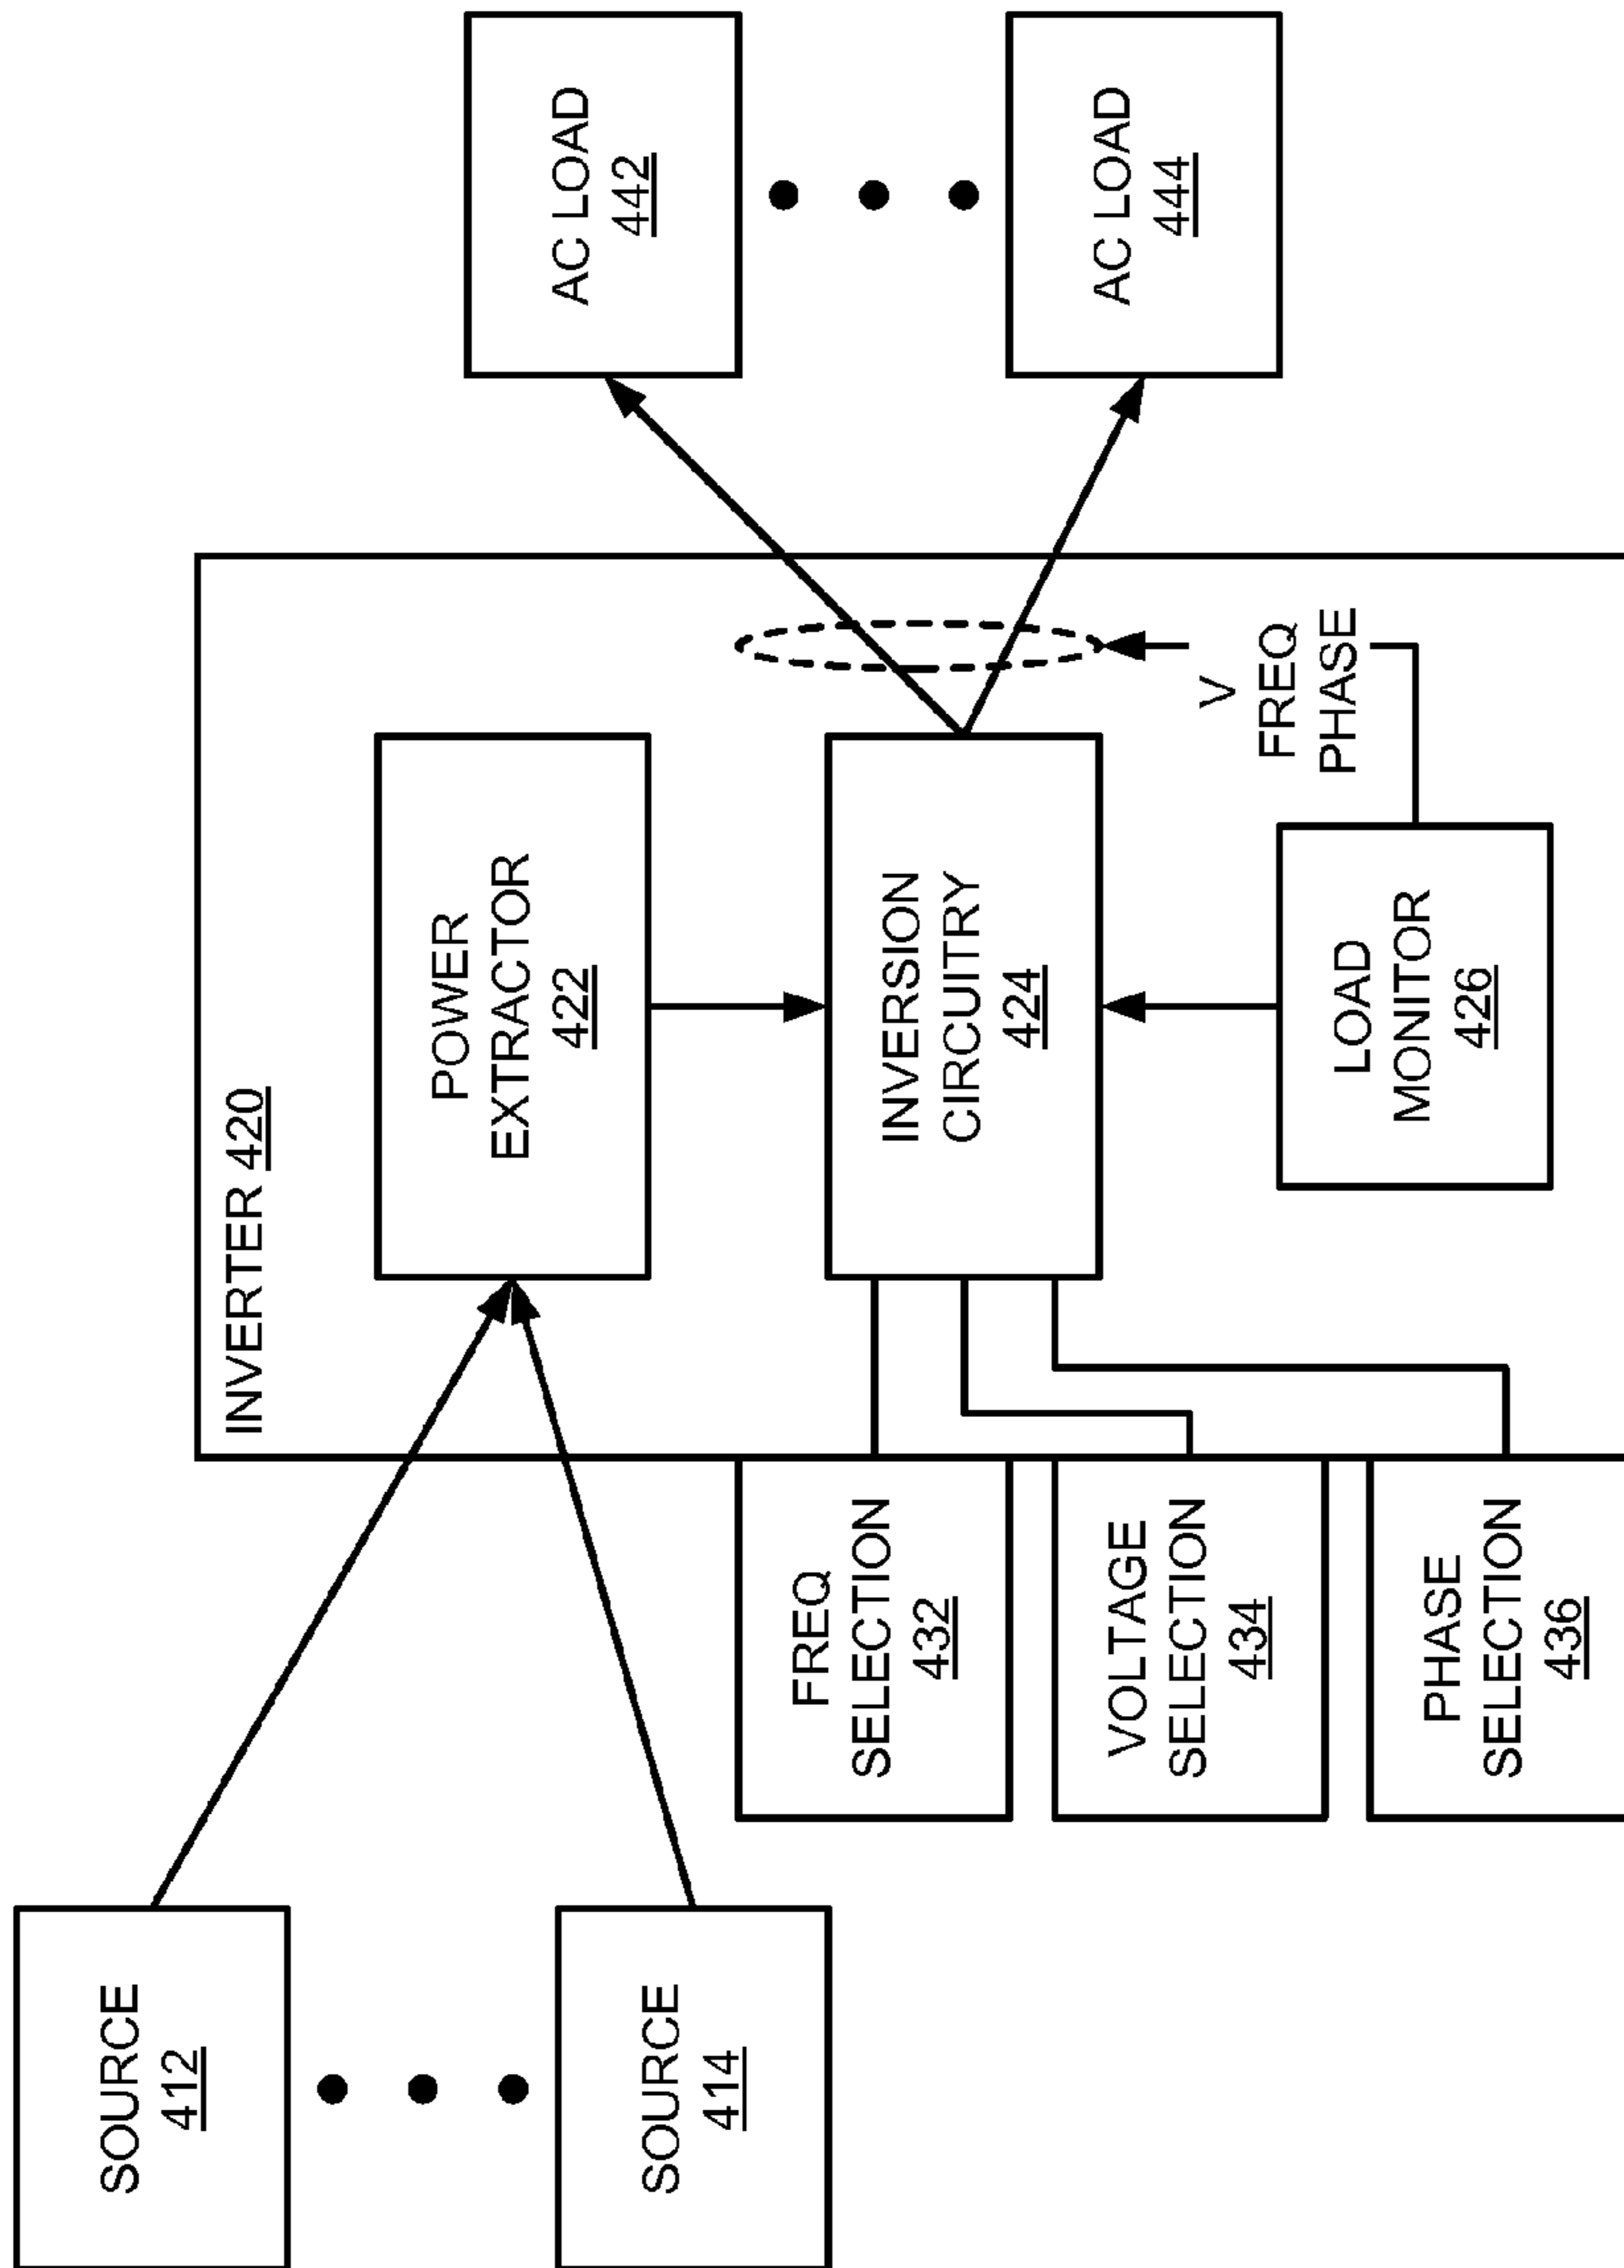 SOURCE
412
SOURCE
414
INVERTER 420
POWER
EXTRACTOR
422
INVERSION
CIRCUITRY
424
LOAD
MONITOR
426
V
FREQ
PHASE
FREQ
SELECTION
432
VOLTAGE
SELECTION
434
PHASE
SELECTION
436
AC LOAD
442
AC LOAD
444